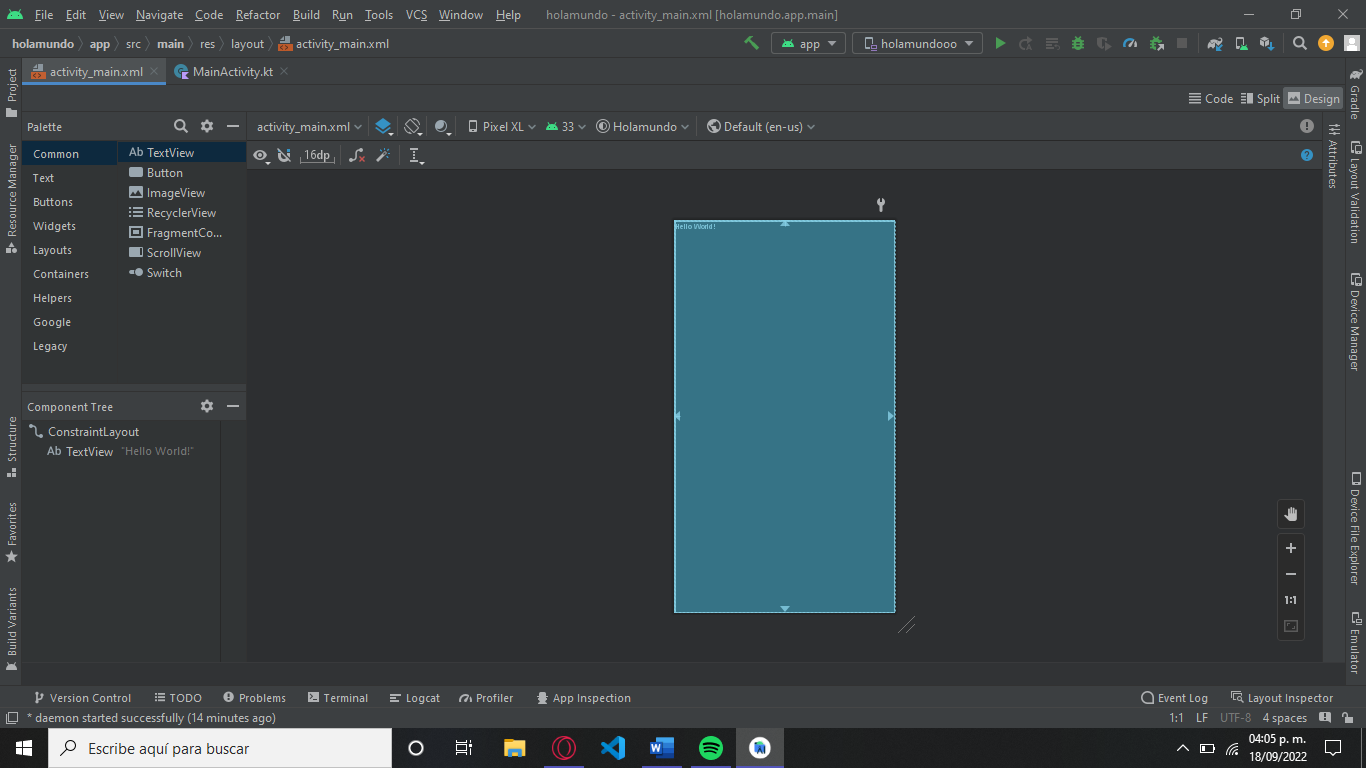 File Edit View Navigate Code Refactor Build Run Tools VCS Window Help holamundo - activity_main.xml [holamundo.app.main]
holamundo app src main res layout activity_main.xml app holamundooo
activity_main.xml MainActivity.kt
Code Split Design
Palette activity_main.xml Pixel XL 33 Holamundo Default (en-us)
Common Ab TextView 16dp
Text Button
Buttons ImageView
Widgets RecyclerView
Layouts FragmentCo...
Containers ScrollView
Helpers Switch
Google
Legacy
Hello World!
Component Tree
ConstraintLayout
Ab TextView "Hello World!"
1:1
Project
Resource Manager
Structure
Favorites
Build Variants
Gradle
Attributes
Layout Validation
Device Manager
Device File Explorer
Emulator
Version Control TODO Problems Terminal Logcat Profiler App Inspection Event Log Layout Inspector
* daemon started successfully (14 minutes ago) 1:1 LF UTF-8 4 spaces
Escribe aquí para buscar 04:05 p. m.
18/09/2022